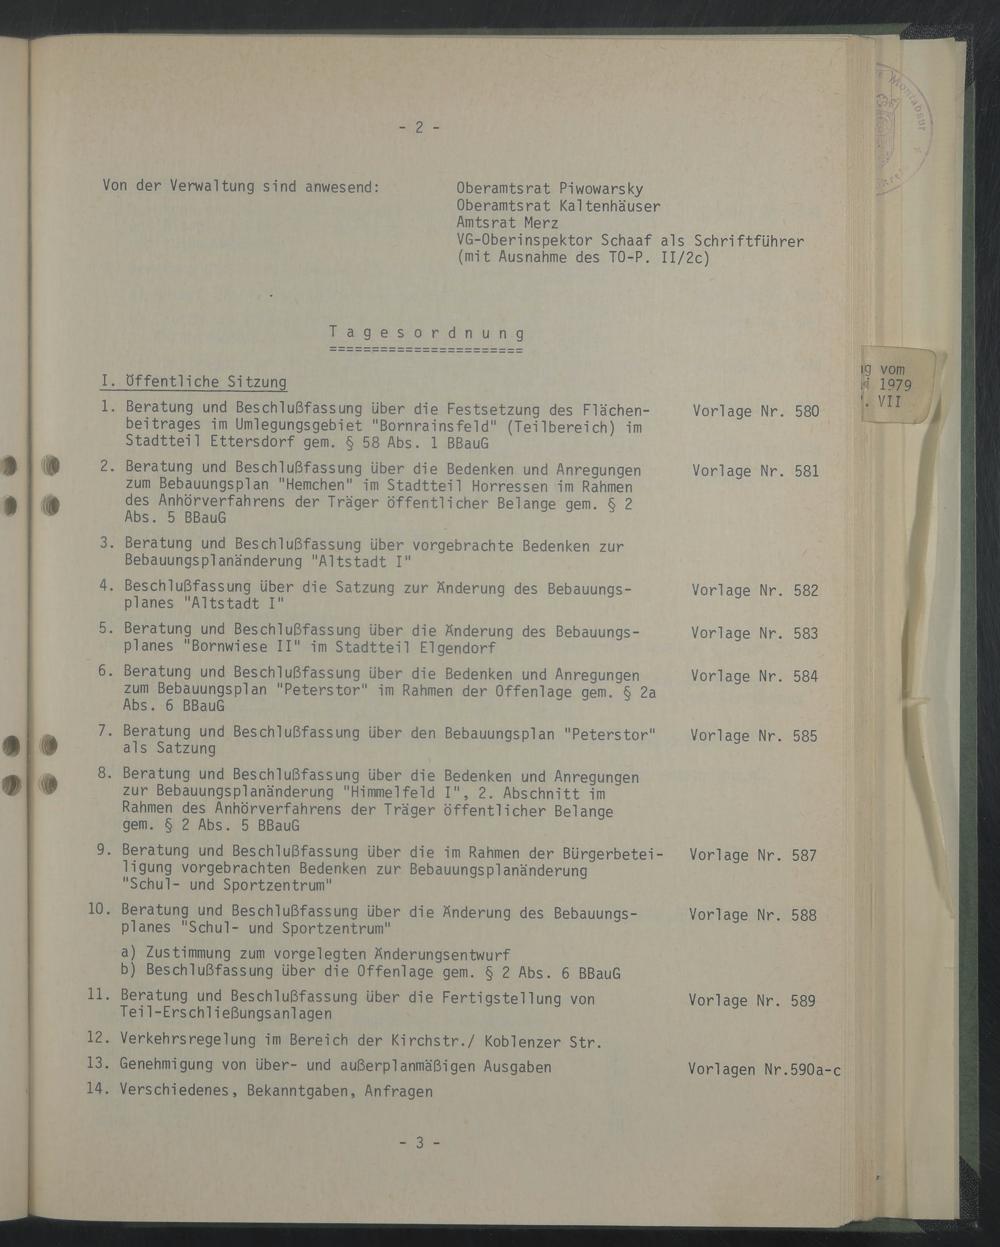 - 2 -
Von der Verwaltung sind anwesend: Oberamtsrat Piwowarsky
Oberamtsrat Kaltenhäuser
Amtsrat Merz
VG-Oberinspektor Schaaf als Schriftführer
(mit Ausnahme des TO-P. II/2c)
T a g e s o r d n u n g
=======================
I. Öffentliche Sitzung
1. Beratung und Beschlußfassung über die Festsetzung des Flächen- Vorlage Nr. 580
beitrages im Umlegungsgebiet "Bornrainsfeld" (Teilbereich) im
Stadtteil Ettersdorf gem. § 58 Abs. 1 BBauG
2. Beratung und Beschlußfassung über die Bedenken und Anregungen Vorlage Nr. 581
zum Bebauungsplan "Hemchen" im Stadtteil Horressen im Rahmen
des Anhörverfahrens der Träger öffentlicher Belange gem. § 2
Abs. 5 BBauG
3. Beratung und Beschlußfassung über vorgebrachte Bedenken zur
Bebauungsplanänderung "Altstadt I"
4. Beschlußfassung über die Satzung zur Änderung des Bebauungs- Vorlage Nr. 582
planes "Altstadt I"
5. Beratung und Beschlußfassung über die Änderung des Bebauungs- Vorlage Nr. 583
planes "Bornwiese II" im Stadtteil Elgendorf
6. Beratung und Beschlußfassung über die Bedenken und Anregungen Vorlage Nr. 584
zum Bebauungsplan "Peterstor" im Rahmen der Offenlage gem. § 2a
Abs. 6 BBauG
7. Beratung und Beschlußfassung über den Bebauungsplan "Peterstor" Vorlage Nr. 585
als Satzung
8. Beratung und Beschlußfassung über die Bedenken und Anregungen
zur Bebauungsplanänderung "Himmelfeld I", 2. Abschnitt im
Rahmen des Anhörverfahrens der Träger öffentlicher Belange
gem. § 2 Abs. 5 BBauG
9. Beratung und Beschlußfassung über die im Rahmen der Bürgerbetei- Vorlage Nr. 587
ligung vorgebrachten Bedenken zur Bebauungsplanänderung
"Schul- und Sportzentrum"
10. Beratung und Beschlußfassung über die Änderung des Bebauungs- Vorlage Nr. 588
planes "Schul- und Sportzentrum"
a) Zustimmung zum vorgelegten Änderungsentwurf
b) Beschlußfassung über die Offenlage gem. § 2 Abs. 6 BBauG
11. Beratung und Beschlußfassung über die Fertigstellung von Vorlage Nr. 589
Teil-Erschließungsanlagen
12. Verkehrsregelung im Bereich der Kirchstr./ Koblenzer Str.
13. Genehmigung von über- und außerplanmäßigen Ausgaben Vorlagen Nr.590a-c
14. Verschiedenes, Bekanntgaben, Anfragen
- 3 -
vom
1979
VII